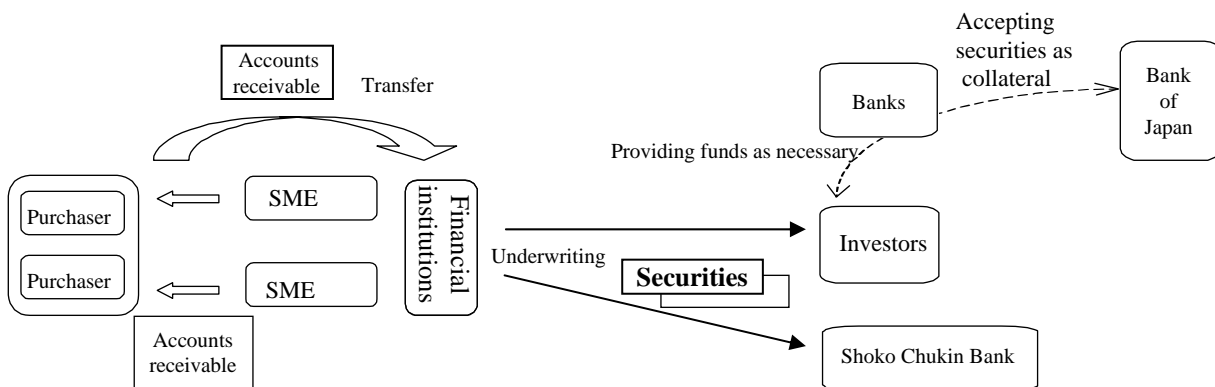 Accounts
receivable
Transfer
Accepting
securities as
collateral
Banks
Bank
of
Japan
Providing funds as necessary
Purchaser
SME
Financial
institutions
Investors
Underwriting
Securities
Purchaser
SME
Accounts
receivable
Shoko Chukin Bank